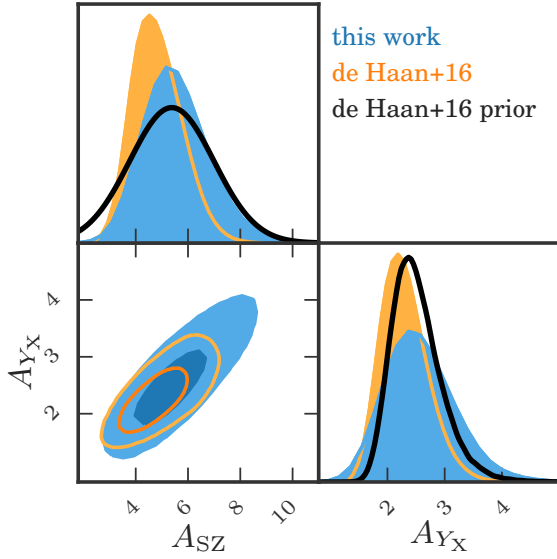 this work
de Haan+16
de Haan+16 prior
A_{Y_X}
4
3
2
4 6 8 10
2 3 4
A_{SZ}
A_{Y_X}